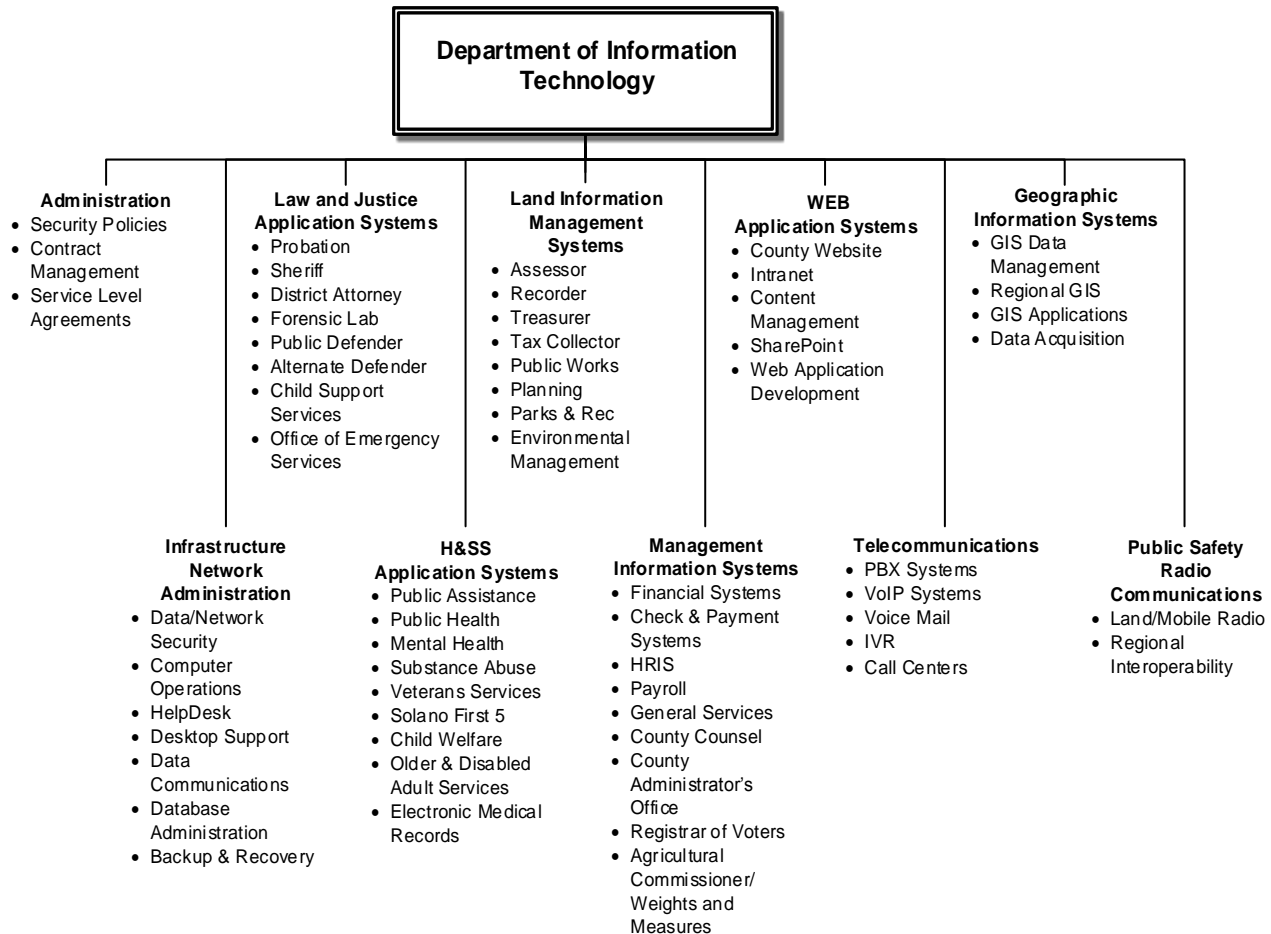 Department of Information
Technology
Administration
• Security Policies
• Contract
Management
• Service Level
Agreements
Law and Justice
Application Systems
• Probation
• Sheriff
• District Attorney
• Forensic Lab
• Public Defender
• Alternate Defender
• Child Support
Services
• Office of Emergency
Services
Land Information
Management
Systems
• Assessor
• Recorder
• Treasurer
• Tax Collector
• Public Works
• Planning
• Parks & Rec
• Environmental
Management
WEB
Application Systems
• County Website
• Intranet
• Content
Management
• SharePoint
• Web Application
Development
Geographic
Information Systems
• GIS Data
Management
• Regional GIS
• GIS Applications
• Data Acquisition
Infrastructure
Network
Administration
• Data/Network
Security
• Computer
Operations
• HelpDesk
• Desktop Support
• Data
Communications
• Database
Administration
• Backup & Recovery
H&SS
Application Systems
• Public Assistance
• Public Health
• Mental Health
• Substance Abuse
• Veterans Services
• Solano First 5
• Child Welfare
• Older & Disabled
Adult Services
• Electronic Medical
Records
Management
Information Systems
• Financial Systems
• Check & Payment
Systems
• HRIS
• Payroll
• General Services
• County Counsel
• County
Administrator's
Office
• Registrar of Voters
• Agricultural
Commissioner/
Weights and
Measures
Telecommunications
• PBX Systems
• VoIP Systems
• Voice Mail
• IVR
• Call Centers
Public Safety
Radio
Communications
• Land/Mobile Radio
• Regional
Interoperability